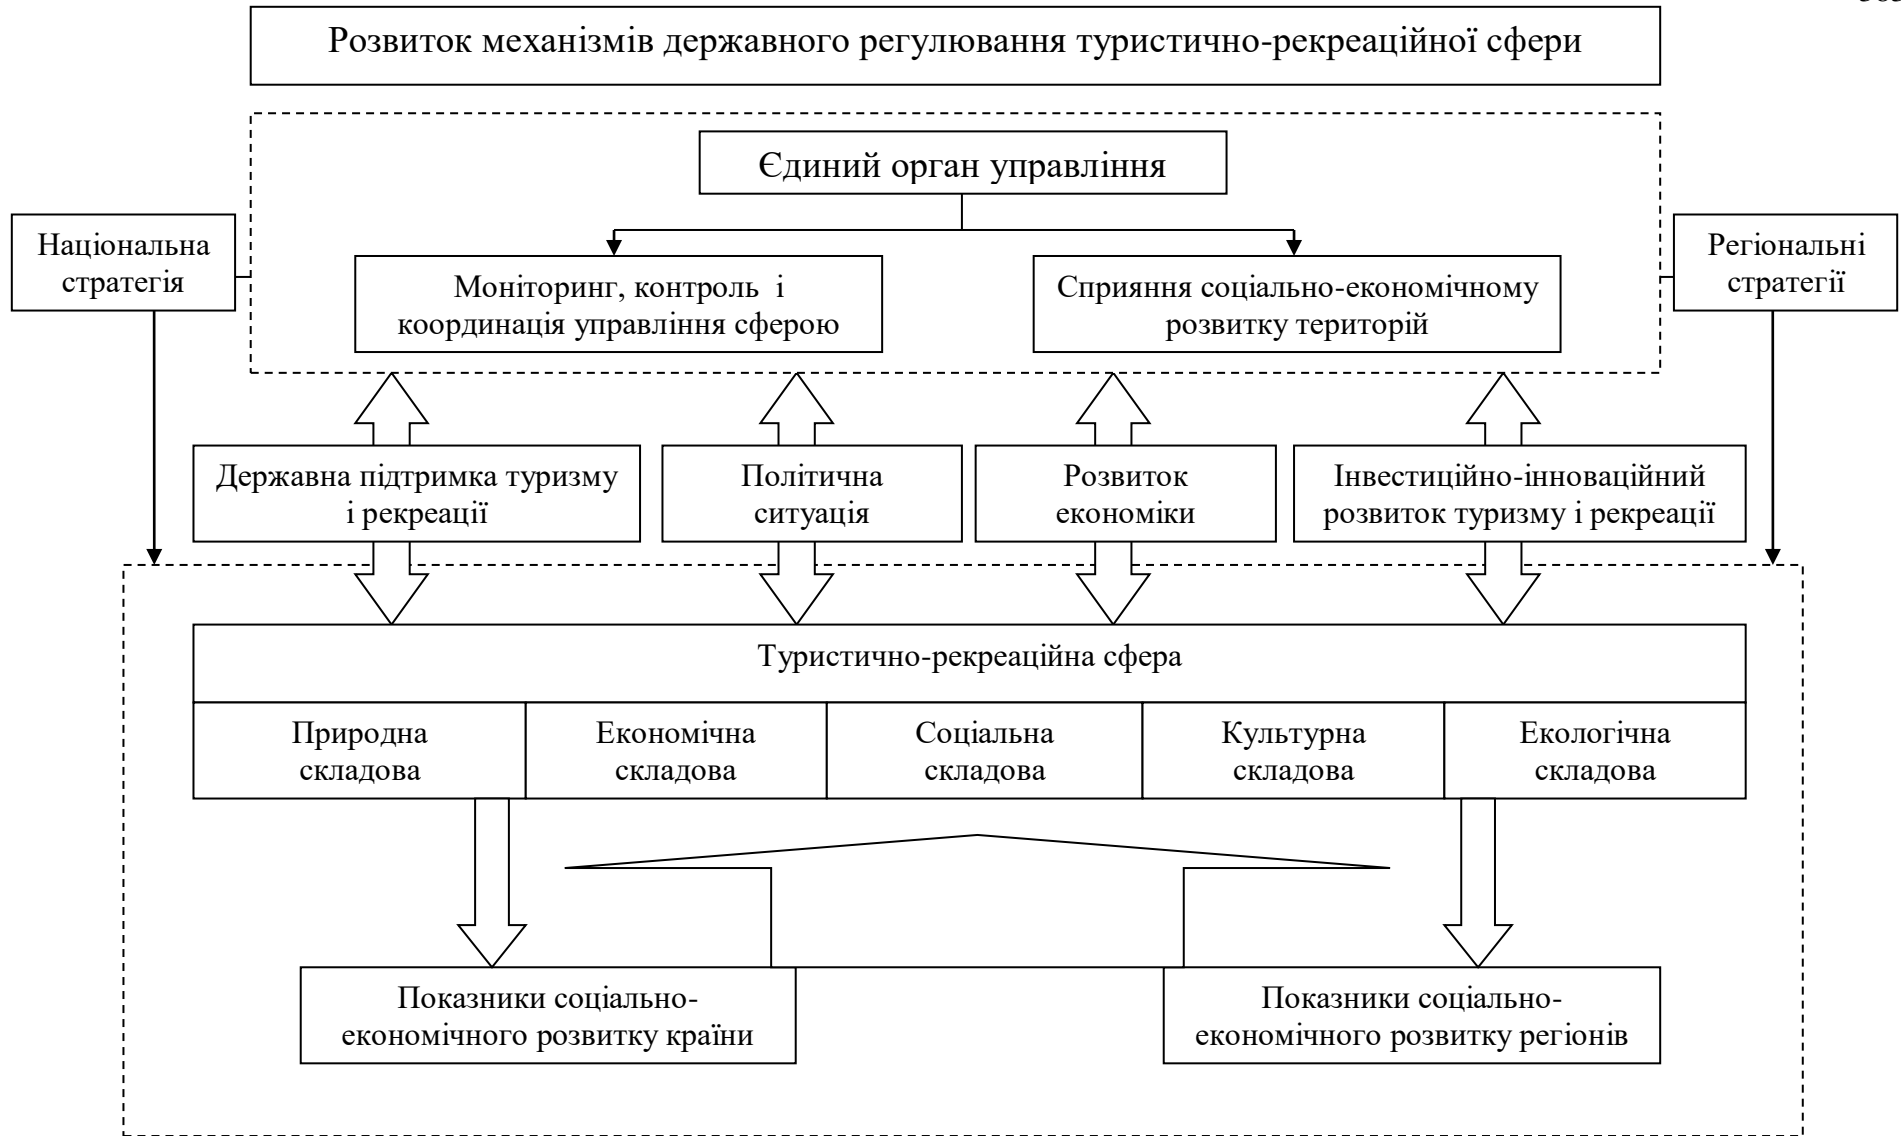 Розвиток механізмів державного регулювання туристично-рекреаційної сфери
Єдиний орган управління
Національна
стратегія
Регіональні
стратегії
Моніторинг, контроль і
координація управління сферою
Сприяння соціально-економічному
розвитку територій
Державна підтримка туризму
і рекреації
Політична
ситуація
Розвиток
економіки
Інвестиційно-інноваційний
розвиток туризму і рекреації
Туристично-рекреаційна сфера
Природна
складова
Економічна
складова
Соціальна
складова
Культурна
складова
Екологічна
складова
Показники соціально-
економічного розвитку країни
Показники соціально-
економічного розвитку регіонів